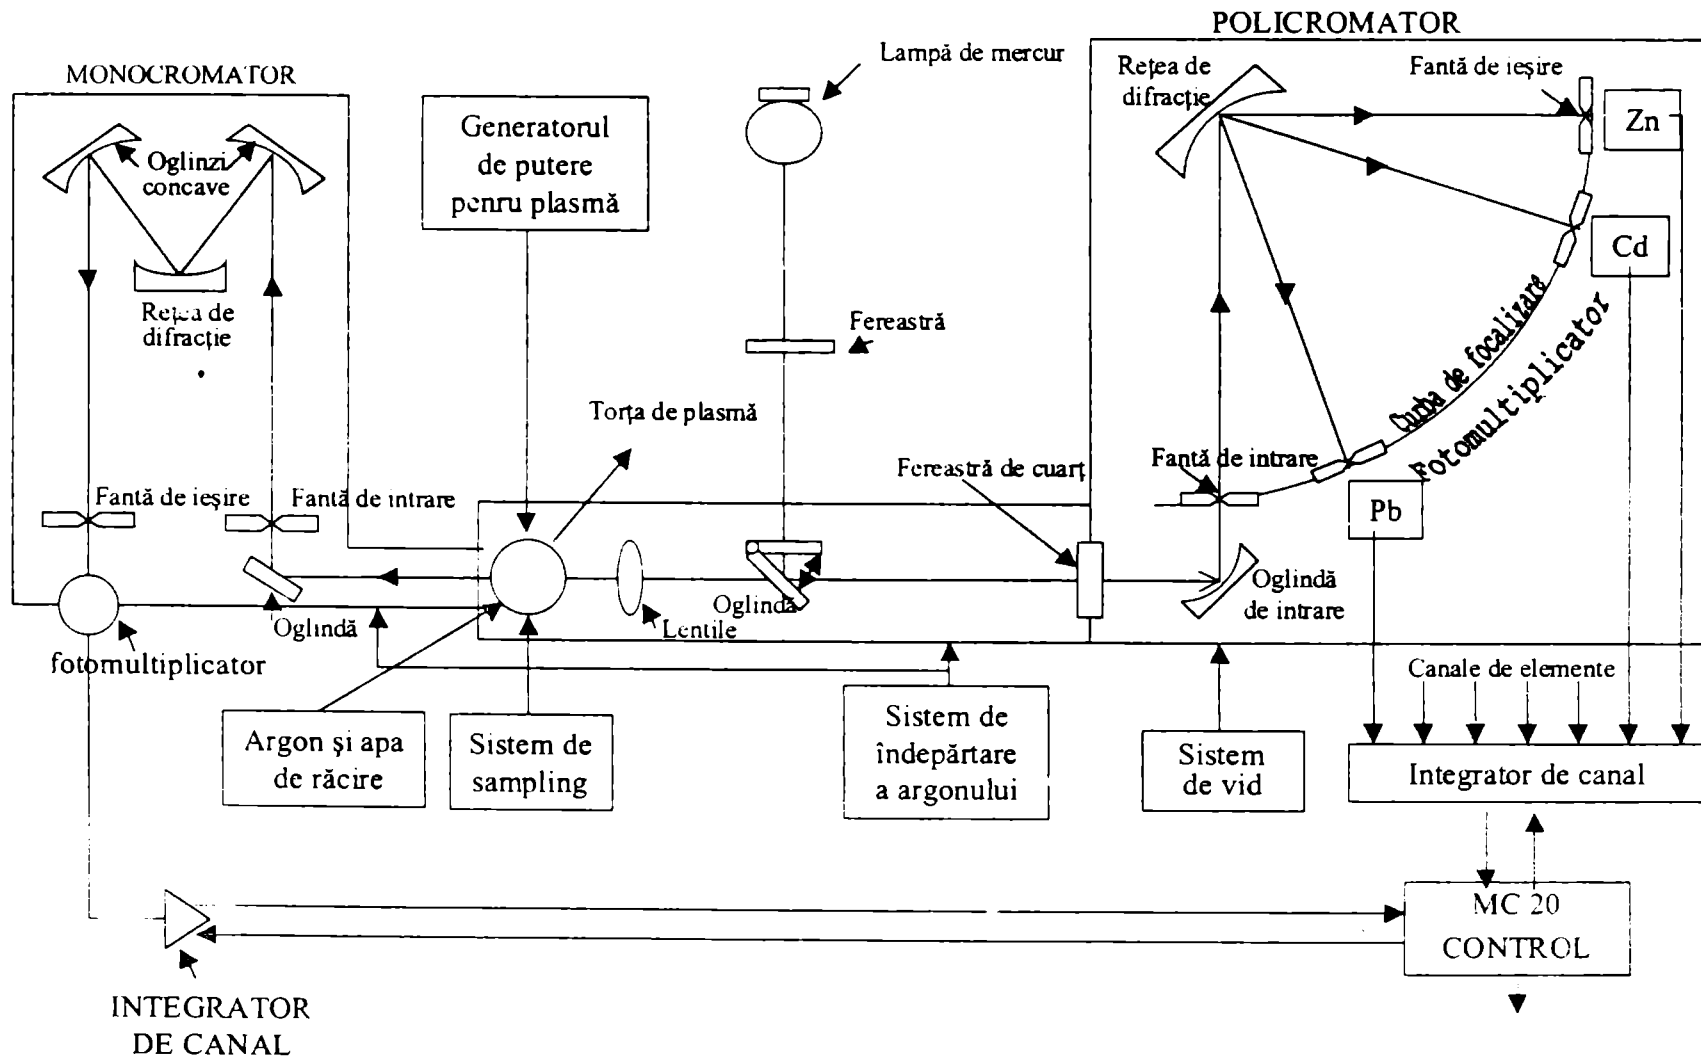 POLICROMATOR
MONOCROMATOR
Lampă de mercur
Rețea de
difracție
Fantă de ieșire
Zn
Generatorul
de putere
penru plasmă
Oglinzi
concave
Cd
Rețea de
difracție
Fereastră
Curba de focalizare
Fotomultiplicator
Torța de plasmă
Fereastră de cuarț
Fantă de intrare
Fantă de ieșire
Fantă de intrare
Pb
Oglindă
Oglindă
de intrare
Oglindă
Lentile
fotomultiplicator
Canale de elemente
Argon și apa
de răcire
Sistem de
sampling
Sistem de
îndepărtare
a argonului
Sistem
de vid
Integrator de canal
MC 20
CONTROL
INTEGRATOR
DE CANAL